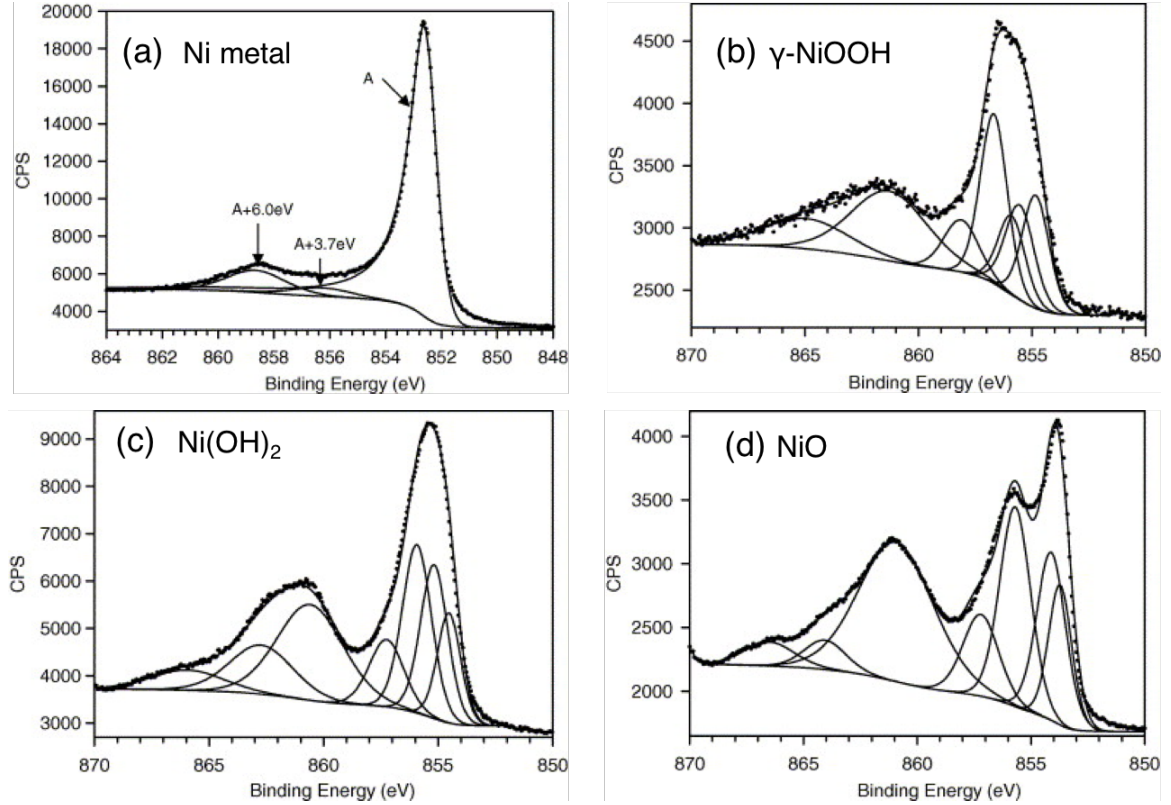 (a) Ni metal
20000
18000
16000
14000
12000
10000
8000
6000
4000
CPS
A
A+6.0eV
A+3.7eV
864 862 860 858 856 854 852 850 848
Binding Energy (eV)
(b) γ-NiOOH
4500
4000
3500
3000
2500
CPS
870 865 860 855 850
Binding Energy (eV)
(c) Ni(OH)₂
9000
8000
7000
6000
5000
4000
3000
CPS
870 865 860 855 850
Binding Energy (eV)
(d) NiO
4000
3500
3000
2500
2000
CPS
870 865 860 855 850
Binding Energy (eV)